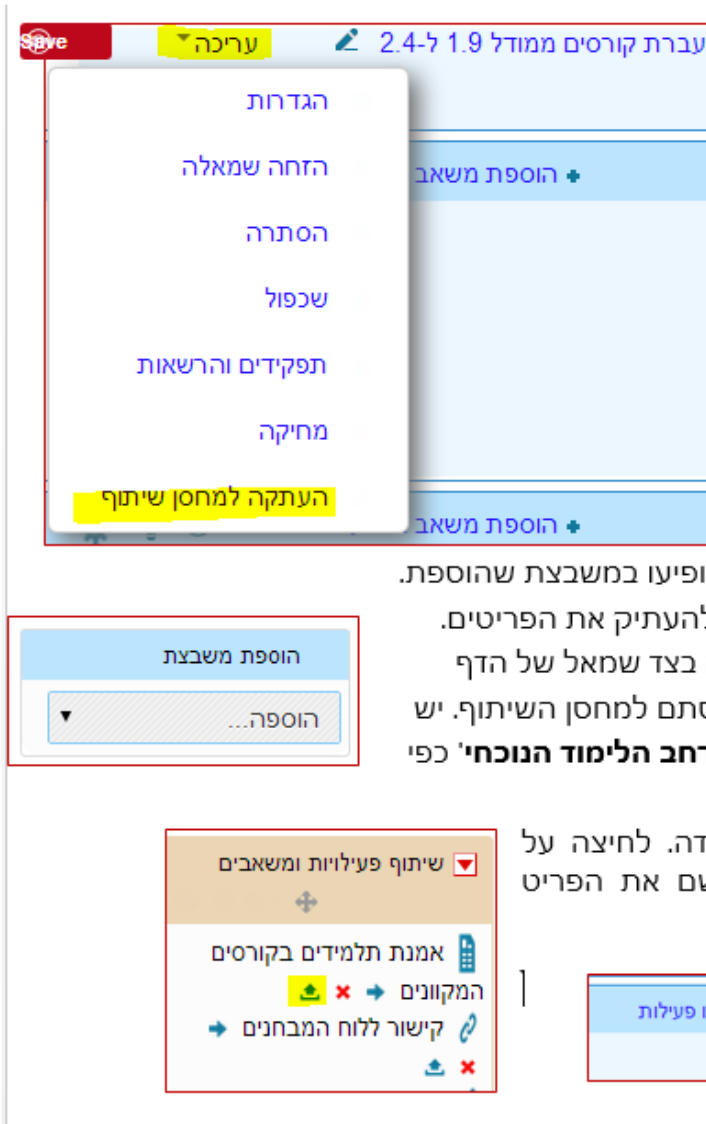 עברת קורסים ממודל 1.9 ל-2.4
עריכה
Save
הגדרות
הזחה שמאלה
הסתרה
שכפול
תפקידים והרשאות
מחיקה
העתקה למחסן שיתוף
הוספת משאב
הוספת משאב
ופיעו במשבצת שהוספת.
להעתיק את הפריטים.
בצד שמאל של הדף
סתם למחסן השיתוף. יש
רחב הלימוד הנוכחי' כפי
הוספת משבצת
הוספה...
דה. לחיצה על
שם את הפריט
שיתוף פעילויות ומשאבים
אמנת תלמידים בקורסים
המקוונים
קישור ללוח המבחנים
ו פעילות